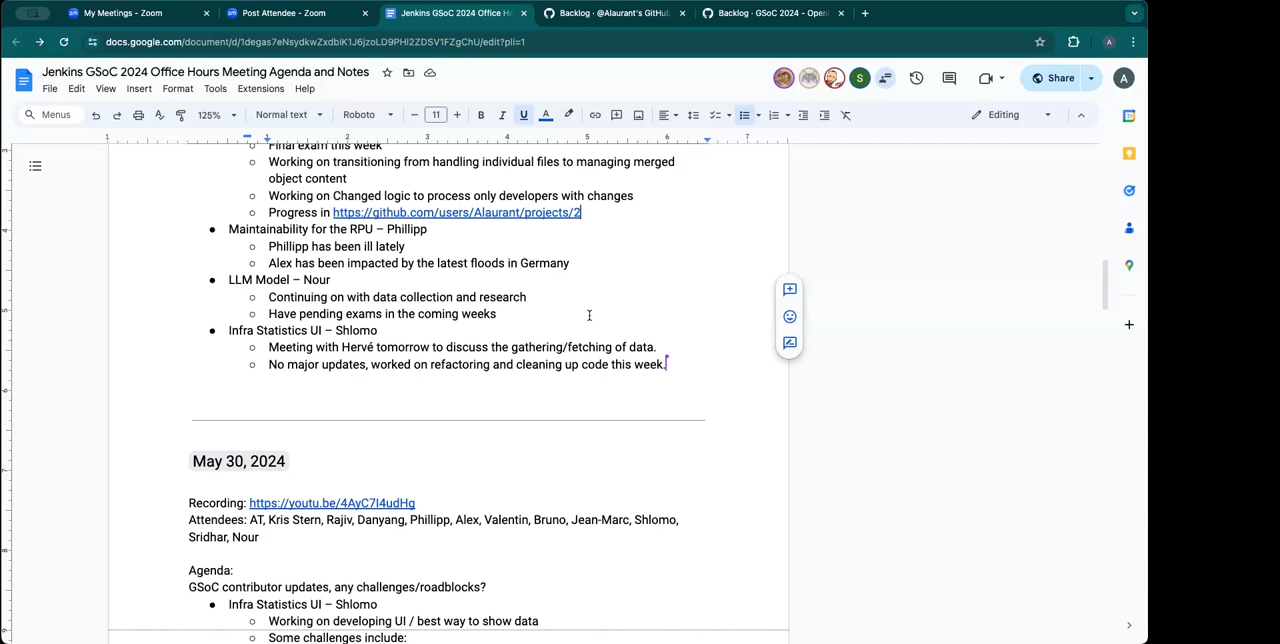 My Meetings - Zoom
Post Attendee - Zoom
Jenkins GSoC 2024 Office H
Backlog · @Alaurant's GitHub
Backlog · GSoC 2024 - Open
docs.google.com/document/d/1degas7eNsydkwZxdbiK1J6jzoLD9PHl2ZDSV1FZgChU/edit?pli=1
A
Jenkins GSoC 2024 Office Hours Meeting Agenda and Notes
S
Share
A
File Edit View Insert Format Tools Extensions Help
Menus
125%
Normal text
Roboto
11
B I U A
Editing
1 1 2 3 4 5 6 7
Final exam this week
Working on transitioning from handling individual files to managing merged
object content
Working on Changed logic to process only developers with changes
Progress in https://github.com/users/Alaurant/projects/2
Maintainability for the RPU – Phillipp
Phillipp has been ill lately
Alex has been impacted by the latest floods in Germany
LLM Model – Nour
Continuing on with data collection and research
Have pending exams in the coming weeks
Infra Statistics UI – Shlomo
Meeting with Hervé tomorrow to discuss the gathering/fetching of data.
No major updates, worked on refactoring and cleaning up code this week.
May 30, 2024
Recording: https://youtu.be/4AyC7I4udHg
Attendees: AT, Kris Stern, Rajiv, Danyang, Phillipp, Alex, Valentin, Bruno, Jean-Marc, Shlomo,
Sridhar, Nour
Agenda:
GSoC contributor updates, any challenges/roadblocks?
Infra Statistics UI – Shlomo
Working on developing UI / best way to show data
Some challenges include: